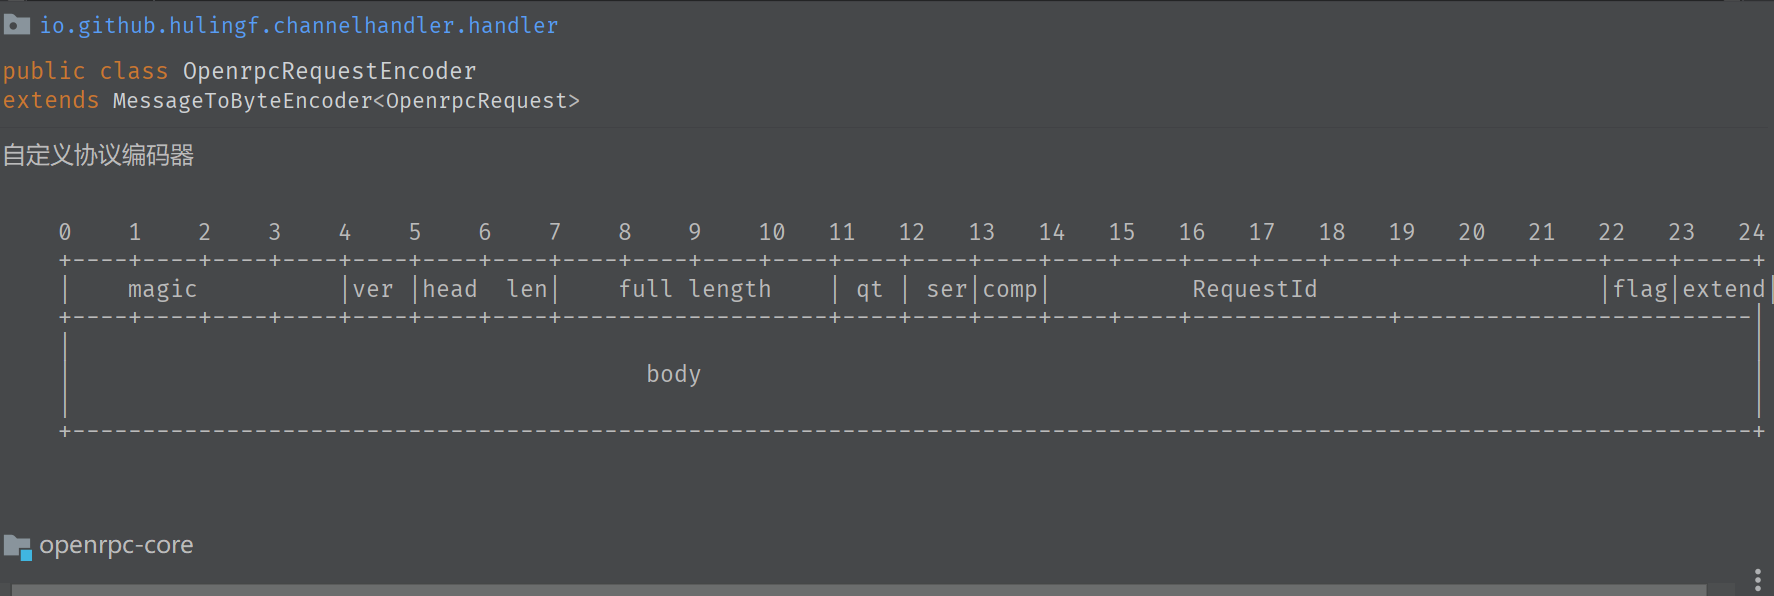 io.github.hulingf.channelhandler.handler
public class OpenrpcRequestEncoder
extends MessageToByteEncoder<OpenrpcRequest>
自定义协议编码器
0 1 2 3 4 5 6 7 8 9 10 11 12 13 14 15 16 17 18 19 20 21 22 23 24
+----+----+----+----+----+----+----+----+----+----+----+----+----+----+----+----+----+----+----+----+----+----+----+-----+
| magic |ver |head len| full length | qt | ser|comp| RequestId |flag|extend|
+----+----+----+----+----+----+----+-------------------+----+----+----+----+----+--------------+-------------------------|
| |
| body |
| |
+------------------------------------------------------------------------------------------------------------------------+
openrpc-core